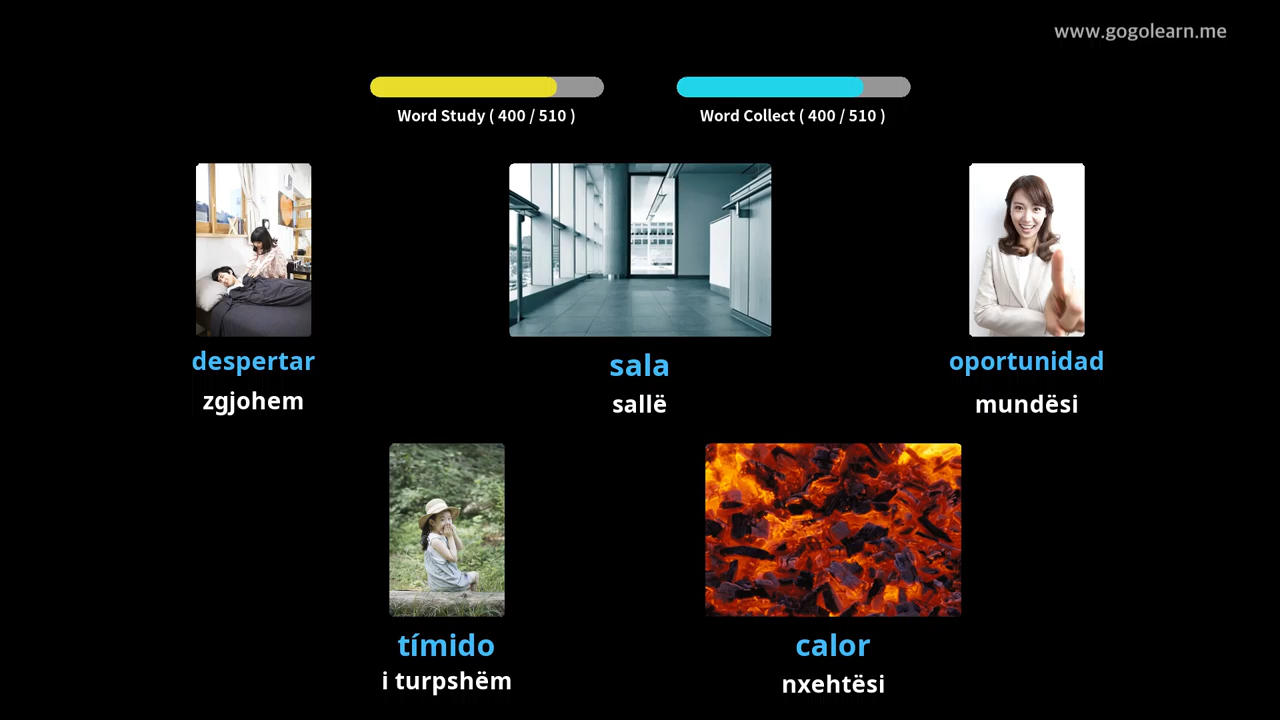 www.gogolearn.me
Word Study ( 400 / 510 )
Word Collect ( 400 / 510 )
despertar
zgjohem
sala
sallë
oportunidad
mundësi
tímido
i turpshëm
calor
nxehtësi